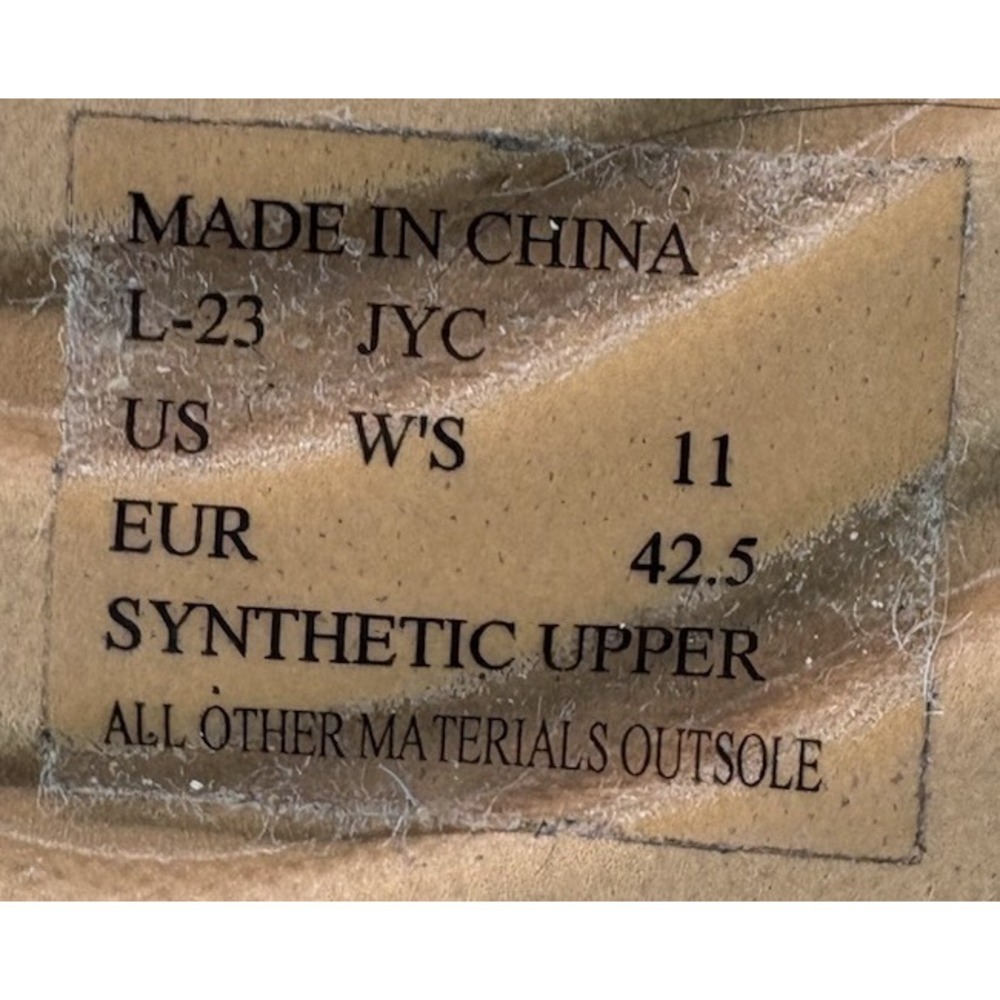 MADE IN CHINA
L-23 JYC
US W'S 11
EUR 42.5
SYNTHETIC UPPER
ALL OTHER MATERIALS OUTSOLE